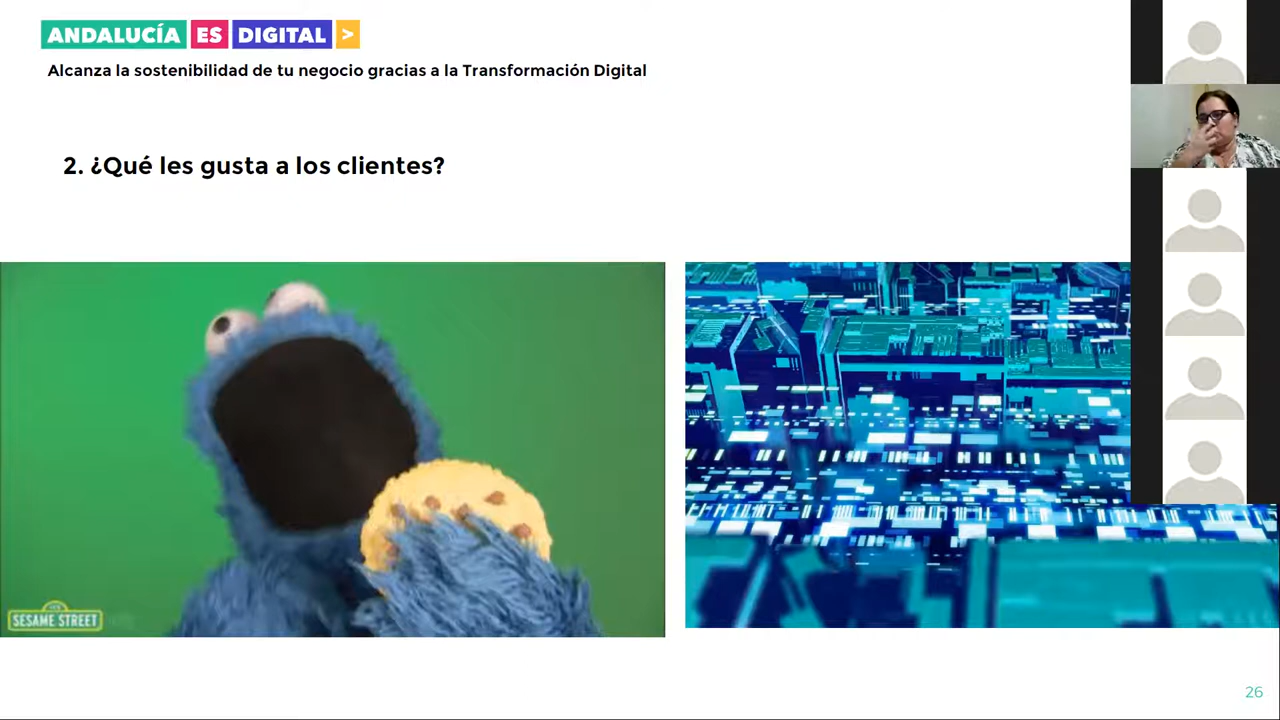 ANDALUCÍA ES DIGITAL >
Alcanza la sostenibilidad de tu negocio gracias a la Transformación Digital
2. ¿Qué les gusta a los clientes?
SESAME STREET
26